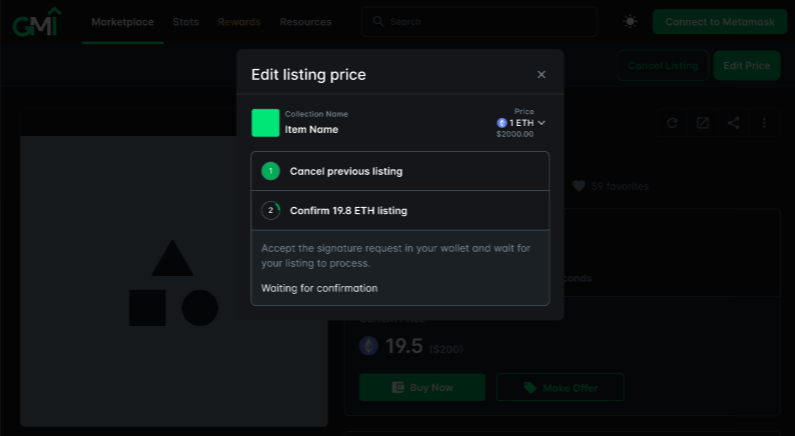 GMI
Marketplace
Stats
Rewards
Resources
Search
Connect to Metamask
Cancel Listing
Edit Price
Edit listing price
Collection Name
Item Name
Price
1 ETH
$2000.00
1
Cancel previous listing
2
Confirm 19.8 ETH listing
Accept the signature request in your wallet and wait for
your listing to process.
Waiting for confirmation
59 favorites
19.5 ($200)
Buy Now
Make Offer